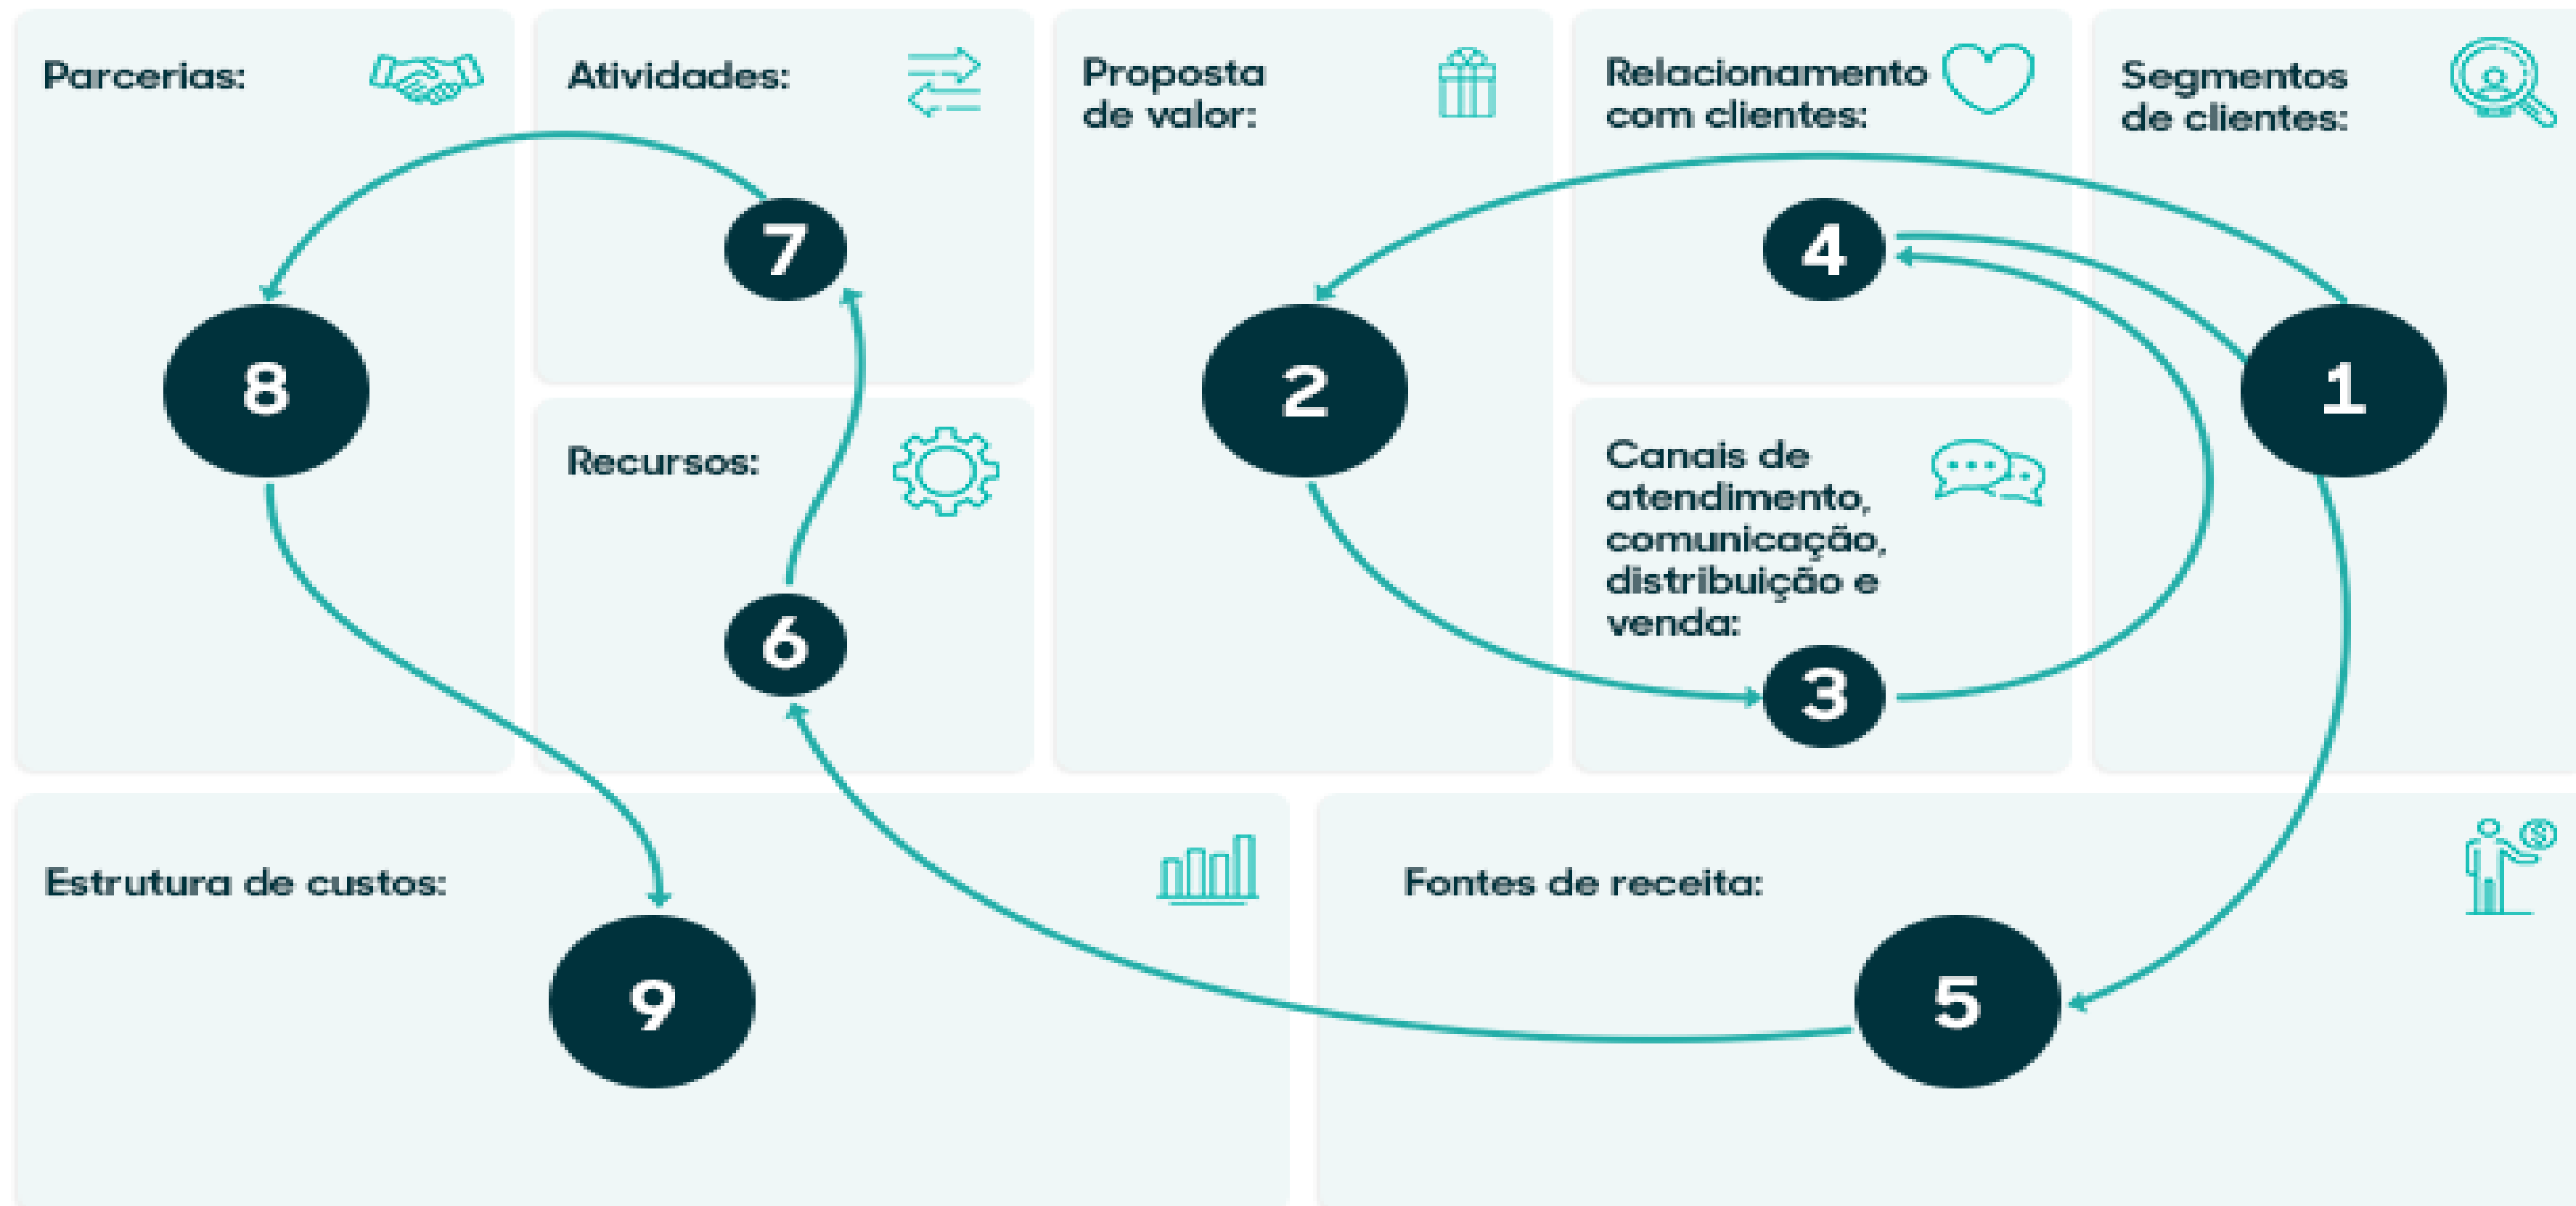 Parcerias:
Atividades:
Proposta
de valor:
Relacionamento
com clientes:
Segmentos
de clientes:
7
4
8
2
1
Recursos:
Canais de
atendimento,
comunicação,
distribuição e
venda:
6
3
Estrutura de custos:
Fontes de receita:
$
9
5